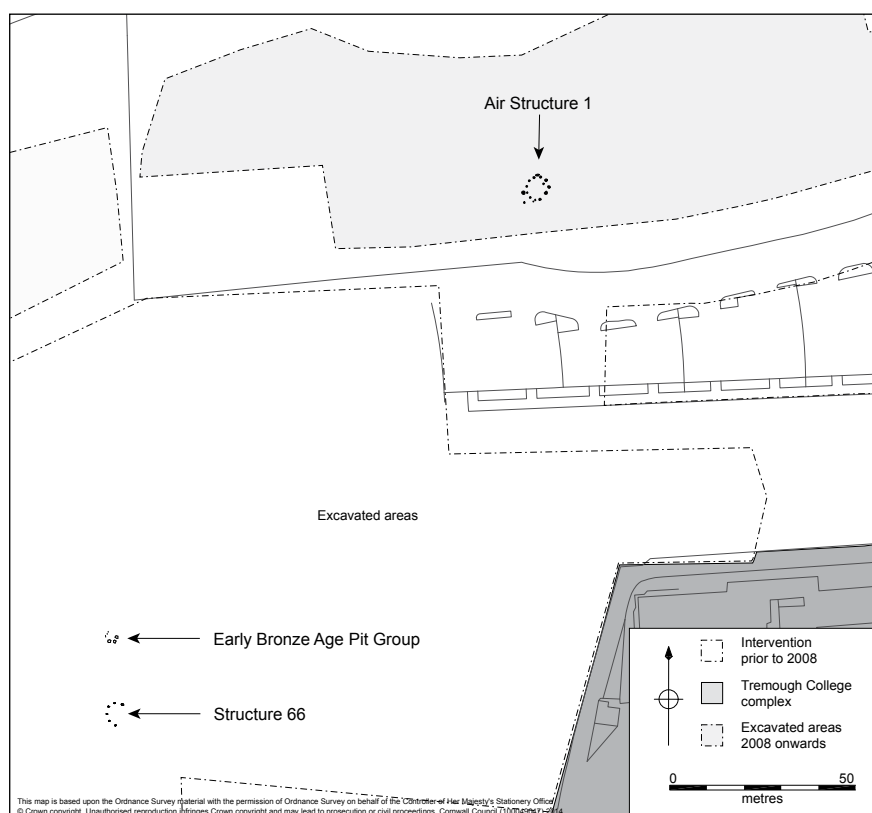 Air Structure 1
Excavated areas
Early Bronze Age Pit Group
Structure 66
Intervention
prior to 2008
Tremough College
complex
Excavated areas
2008 onwards
0 50
metres
This map is based upon the Ordnance Survey material with the permission of Ordnance Survey on behalf of the Controller of Her Majesty's Stationery Office
© Crown copyright. Unauthorised reproduction infringes Crown copyright and may lead to prosecution or civil proceedings. Cornwall Council